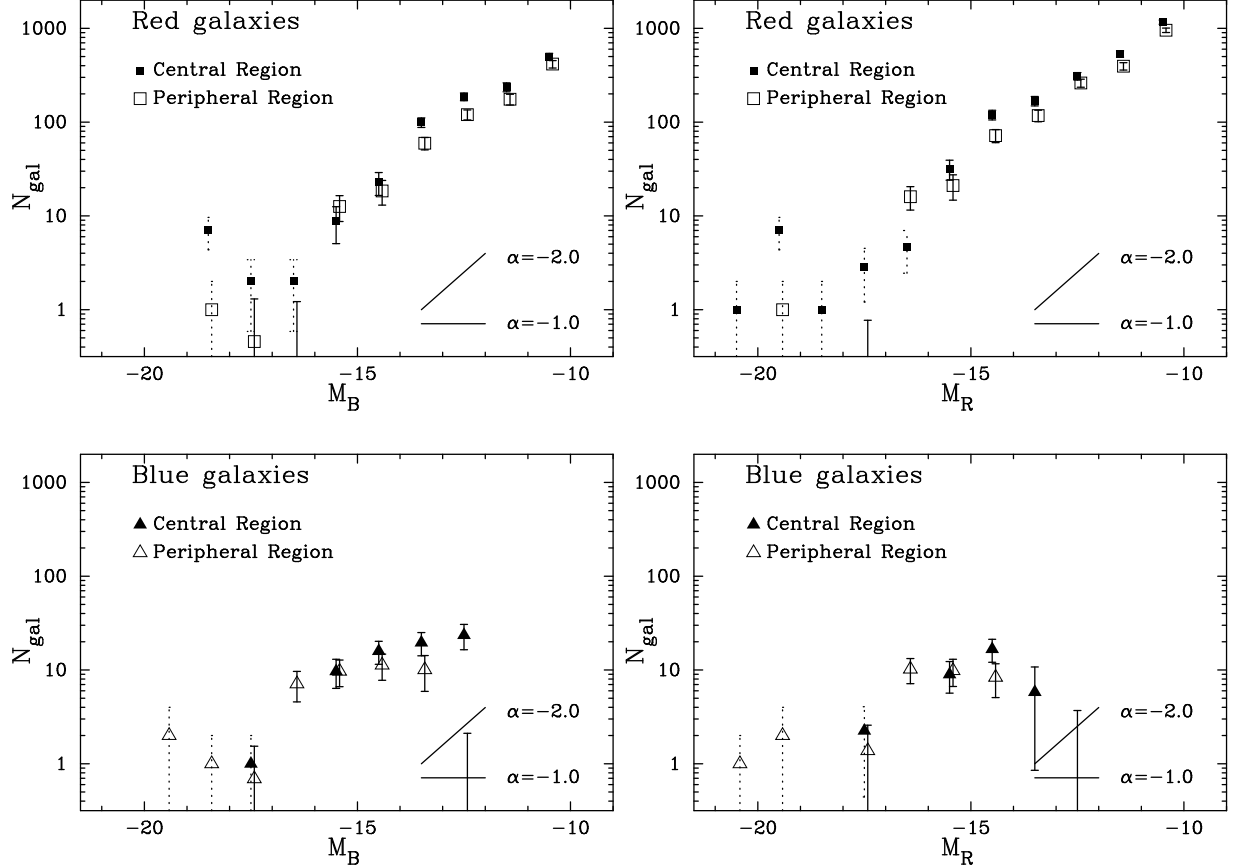 Red galaxies
Central Region
Peripheral Region
1000
100
10
1
N_gal
α=−2.0
α=−1.0
−20
−15
−10
M_B
Red galaxies
Central Region
Peripheral Region
1000
100
10
1
N_gal
α=−2.0
α=−1.0
−20
−15
−10
M_R
Blue galaxies
Central Region
Peripheral Region
1000
100
10
1
N_gal
α=−2.0
α=−1.0
−20
−15
−10
M_B
Blue galaxies
Central Region
Peripheral Region
1000
100
10
1
N_gal
α=−2.0
α=−1.0
−20
−15
−10
M_R